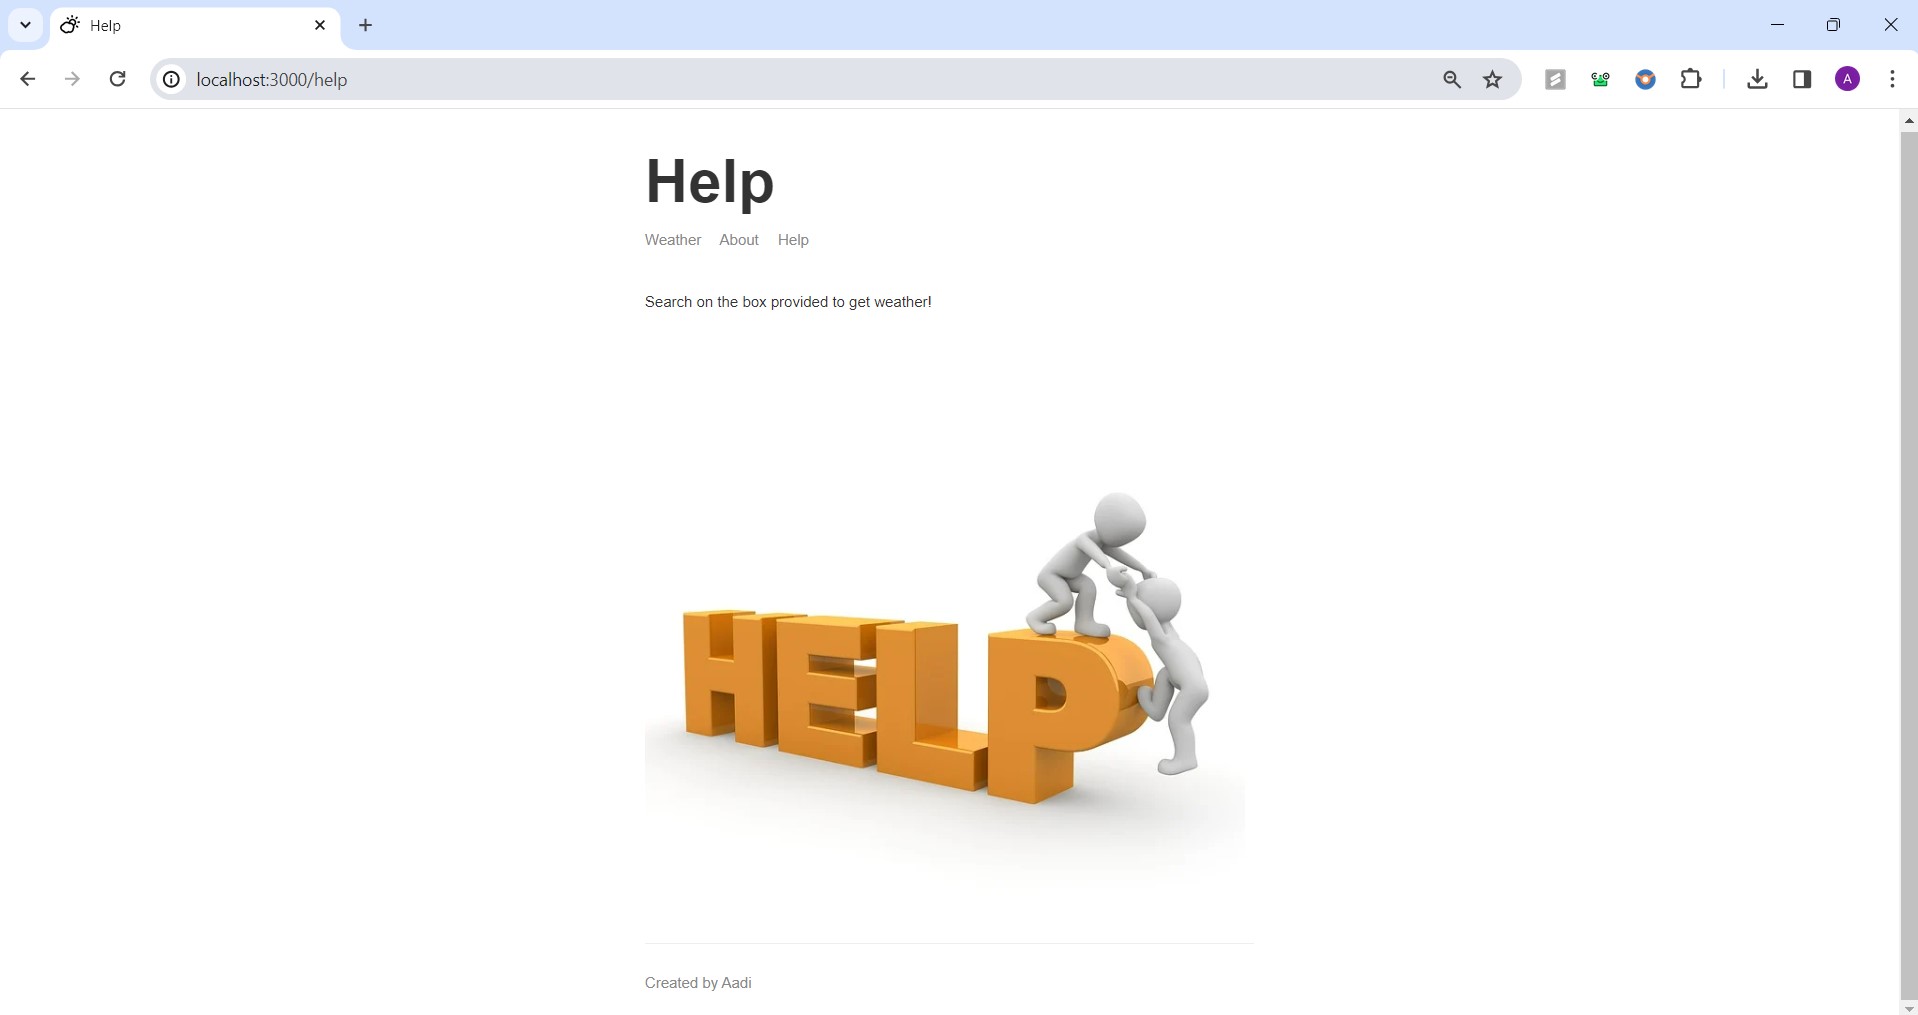 Help
localhost:3000/help
A
Help
Weather About Help
Search on the box provided to get weather!
HELP
Created by Aadi